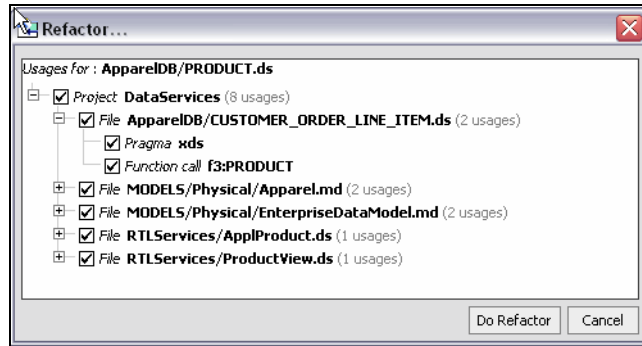 Refactor...
Usages for : ApparelDB/PRODUCT.ds
Project DataServices (8 usages)
File ApparelDB/CUSTOMER_ORDER_LINE_ITEM.ds (2 usages)
Pragma xds
Function call f3:PRODUCT
File MODELS/Physical/Apparel.md (2 usages)
File MODELS/Physical/EnterpriseDataModel.md (2 usages)
File RTLServices/ApplProduct.ds (1 usages)
File RTLServices/ProductView.ds (1 usages)
Do Refactor Cancel